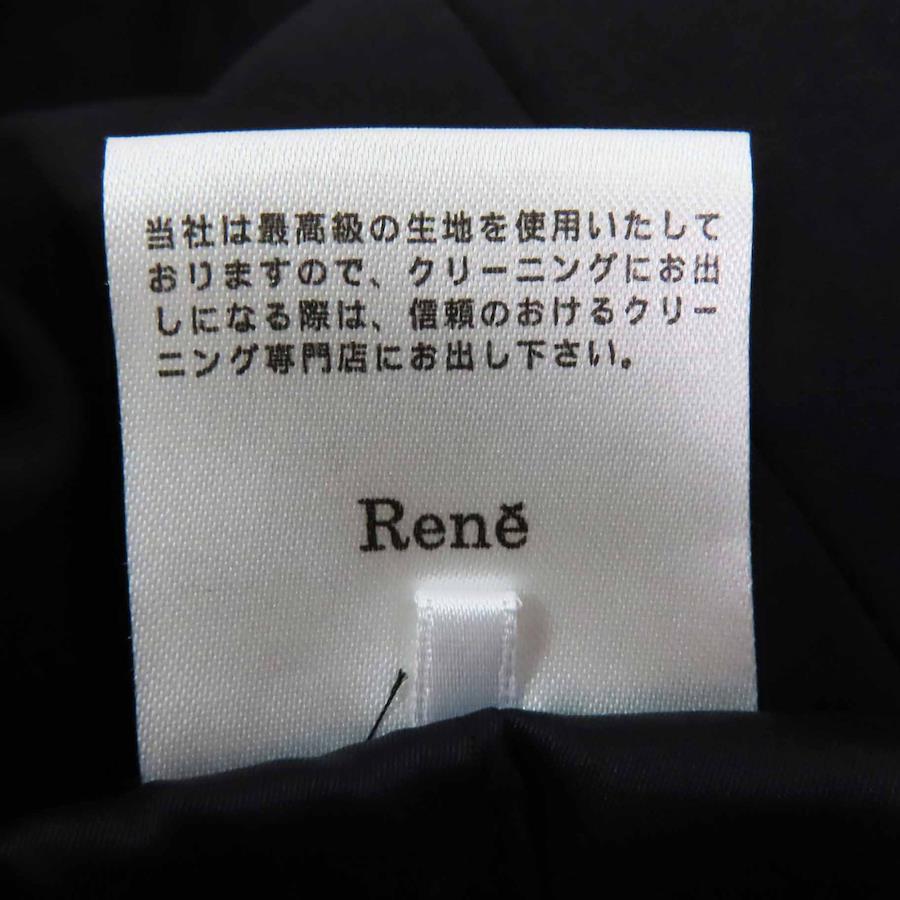 当社は最高級の生地を使用いたして
おりますので、クリーニングにお出
しになる際は、信頼のおけるクリー
ニング専門店にお出し下さい。
Reně